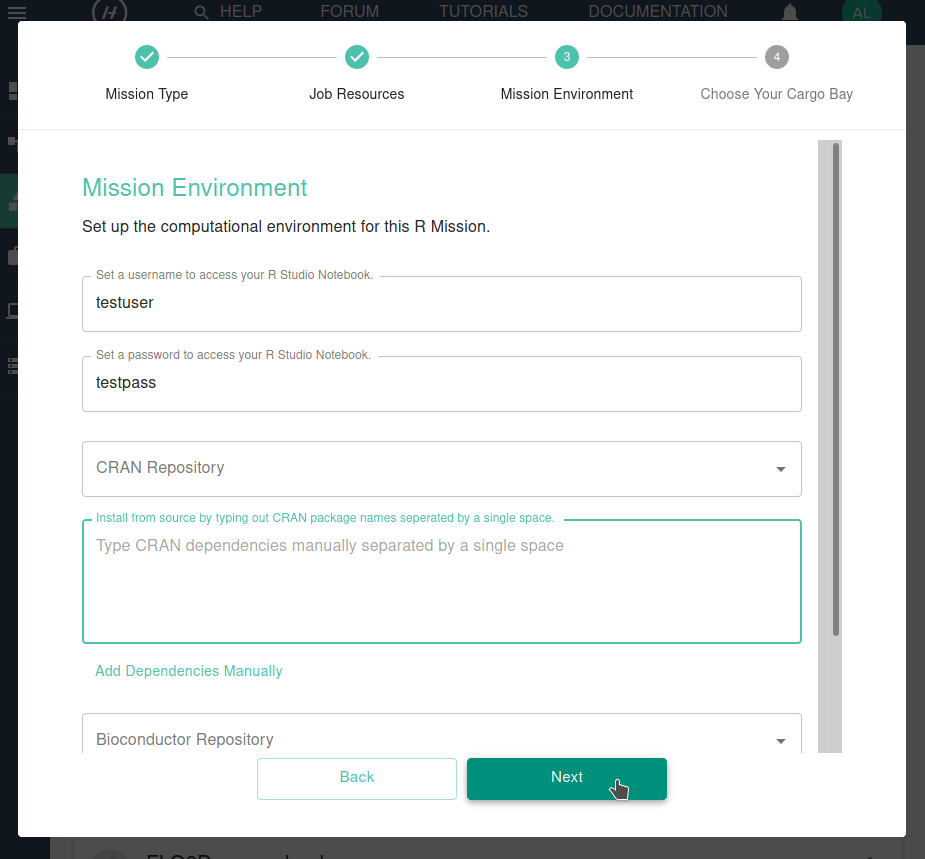 HELP FORUM TUTORIALS DOCUMENTATION AL
3 4
Mission Type Job Resources Mission Environment Choose Your Cargo Bay
Mission Environment
Set up the computational environment for this R Mission.
Set a username to access your R Studio Notebook.
testuser
Set a password to access your R Studio Notebook.
testpass
CRAN Repository
Install from source by typing out CRAN package names seperated by a single space.
Type CRAN dependencies manually separated by a single space
Add Dependencies Manually
Bioconductor Repository
Back Next